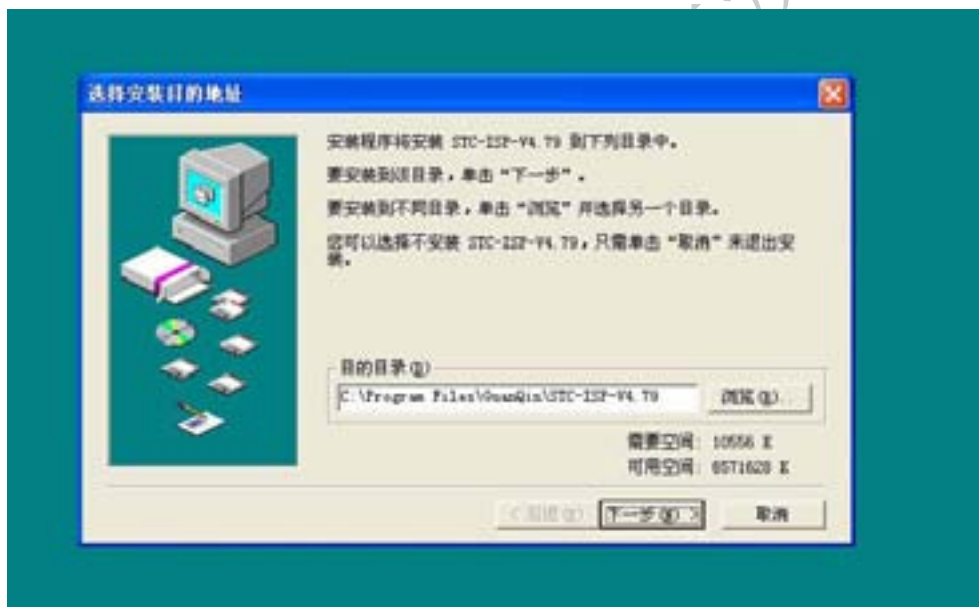 选择安装目的地址
安装程序将安装 STC-ISP-V4.79 到下列目录中。
要安装到该目录,单击“下一步”。
要安装到不同目录,单击“浏览”并选择另一个目录。
您可以选择不安装 STC-ISP-V4.79,只需单击“取消”来退出安
装。
目的目录(D)
C:\Program Files\GuanQin\STC-ISP-V4.79
浏览(B)...
需要空间: 10556 K
可用空间: 6571628 K
下一步(N) >
取消